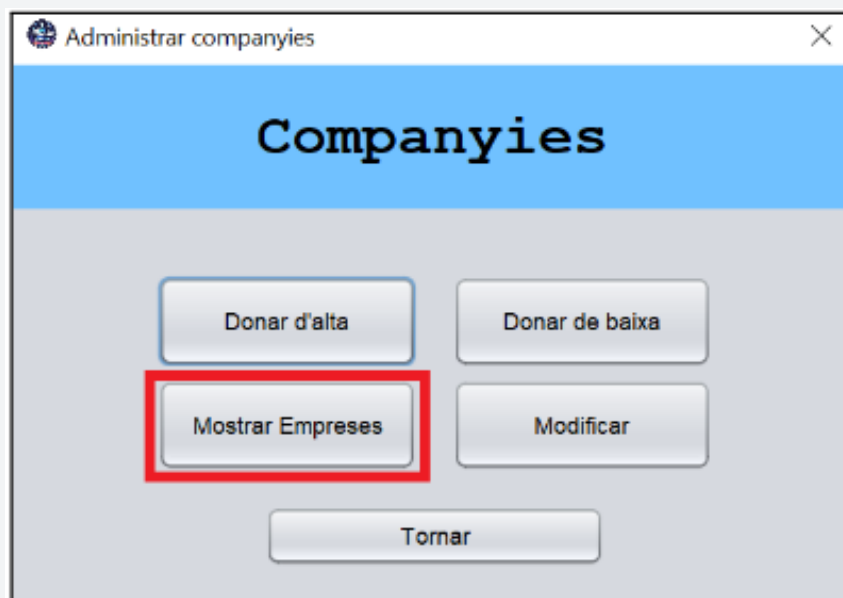 Administrar companyies
Companyies
Donar d'alta
Donar de baixa
Mostrar Empreses
Modificar
Tornar